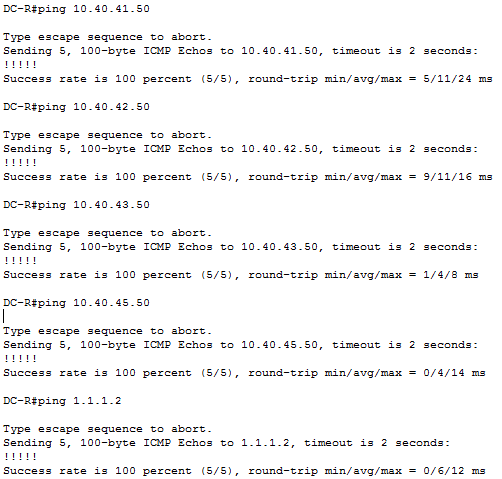 DC-R#ping 10.40.41.50
Type escape sequence to abort.
Sending 5, 100-byte ICMP Echos to 10.40.41.50, timeout is 2 seconds:
!!!!!
Success rate is 100 percent (5/5), round-trip min/avg/max = 5/11/24 ms
DC-R#ping 10.40.42.50
Type escape sequence to abort.
Sending 5, 100-byte ICMP Echos to 10.40.42.50, timeout is 2 seconds:
!!!!!
Success rate is 100 percent (5/5), round-trip min/avg/max = 9/11/16 ms
DC-R#ping 10.40.43.50
Type escape sequence to abort.
Sending 5, 100-byte ICMP Echos to 10.40.43.50, timeout is 2 seconds:
!!!!!
Success rate is 100 percent (5/5), round-trip min/avg/max = 1/4/8 ms
DC-R#ping 10.40.45.50
Type escape sequence to abort.
Sending 5, 100-byte ICMP Echos to 10.40.45.50, timeout is 2 seconds:
!!!!!
Success rate is 100 percent (5/5), round-trip min/avg/max = 0/4/14 ms
DC-R#ping 1.1.1.2
Type escape sequence to abort.
Sending 5, 100-byte ICMP Echos to 1.1.1.2, timeout is 2 seconds:
!!!!!
Success rate is 100 percent (5/5), round-trip min/avg/max = 0/6/12 ms